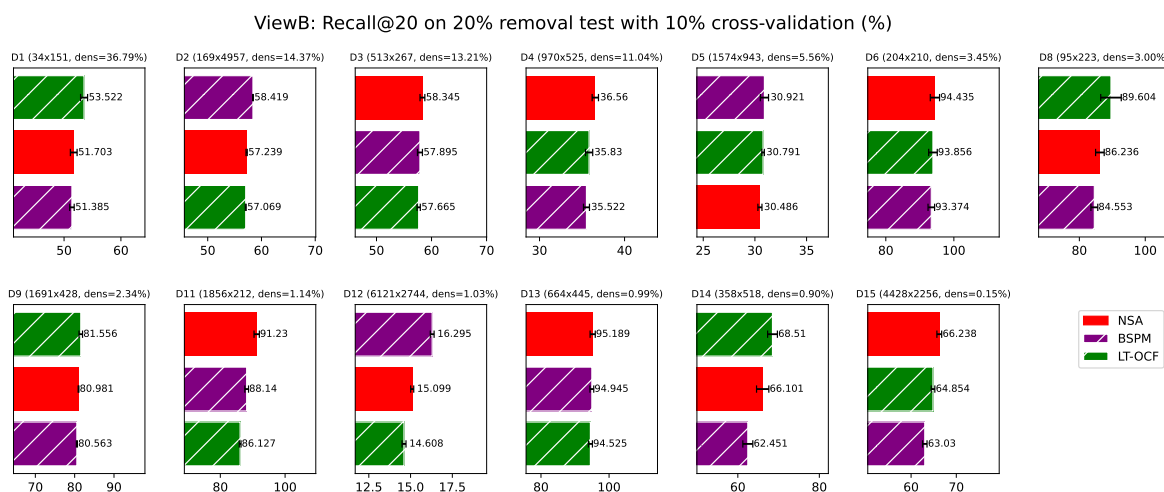 ViewB: Recall@20 on 20% removal test with 10% cross-validation (%)
D1 (34x151, dens=36.79%)
53.522
51.703
51.385
50 60
D2 (169x4957, dens=14.37%)
58.419
57.239
57.069
50 60 70
D3 (513x267, dens=13.21%)
58.345
57.895
57.665
50 60 70
D4 (970x525, dens=11.04%)
36.56
35.83
35.522
30 40
D5 (1574x943, dens=5.56%)
30.921
30.791
30.486
25 30 35
D6 (204x210, dens=3.45%)
94.435
93.856
93.374
80 100
D8 (95x223, dens=3.00%)
89.604
86.236
84.553
80 100
D9 (1691x428, dens=2.34%)
81.556
80.981
80.563
70 80 90
D11 (1856x212, dens=1.14%)
91.23
88.14
86.127
80 100
D12 (6121x2744, dens=1.03%)
16.295
15.099
14.608
12.5 15.0 17.5
D13 (664x445, dens=0.99%)
95.189
94.945
94.525
80 100
D14 (358x518, dens=0.90%)
68.51
66.101
62.451
60 80
D15 (4428x2256, dens=0.15%)
66.238
64.854
63.03
50 60 70
NSA
BSPM
LT-OCF